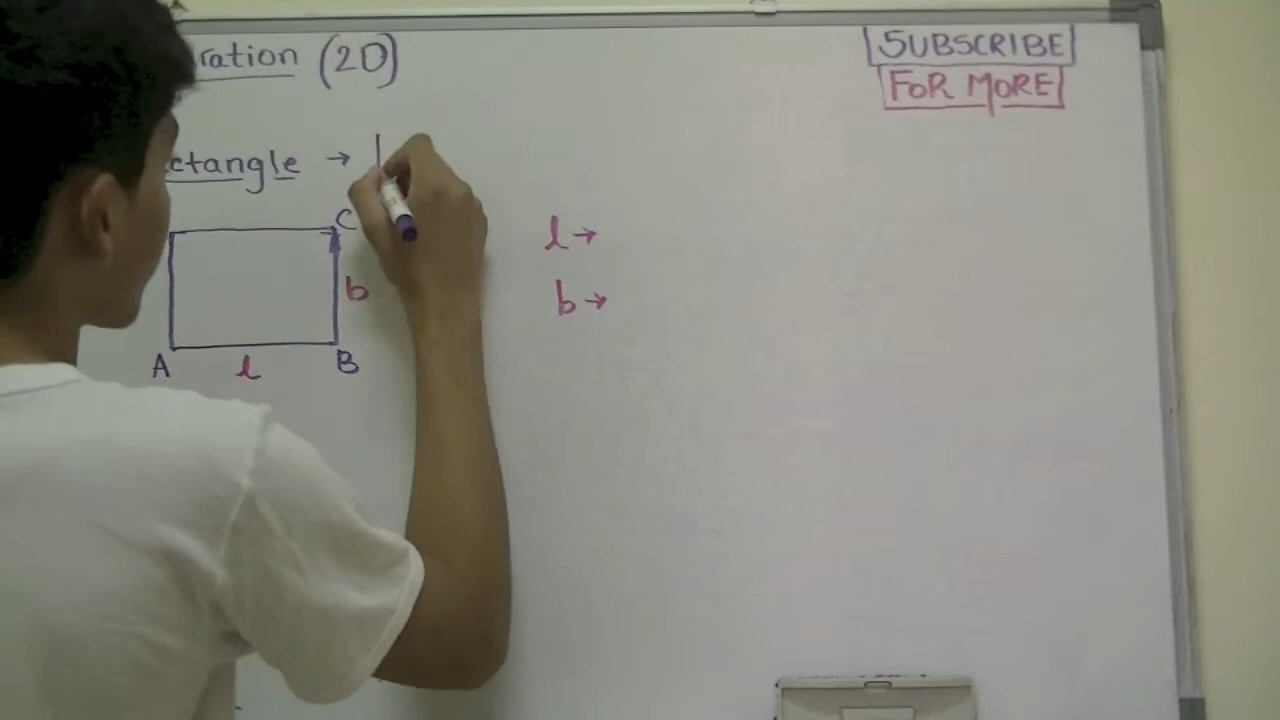 ration (2D)
SUBSCRIBE
FOR MORE
ctangle →
C
l →
b
b →
A l B